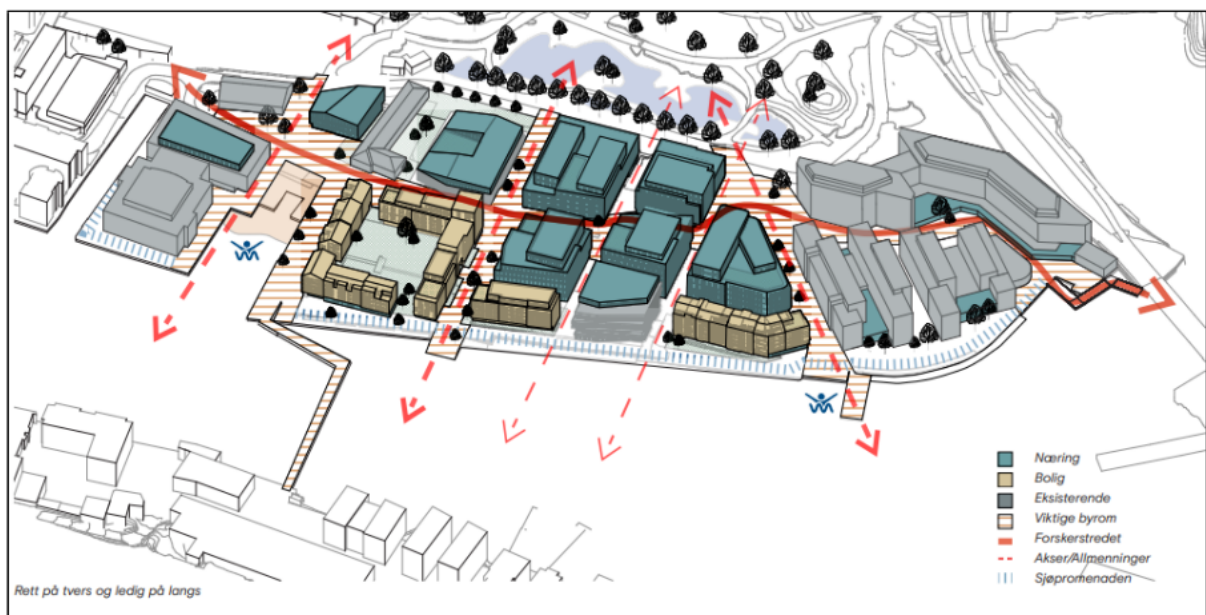 Næring
Bolig
Eksisterende
Viktige byrom
Forskerstredet
Akser/Allmenninger
Sjøpromenaden
Rett på tvers og ledig på langs